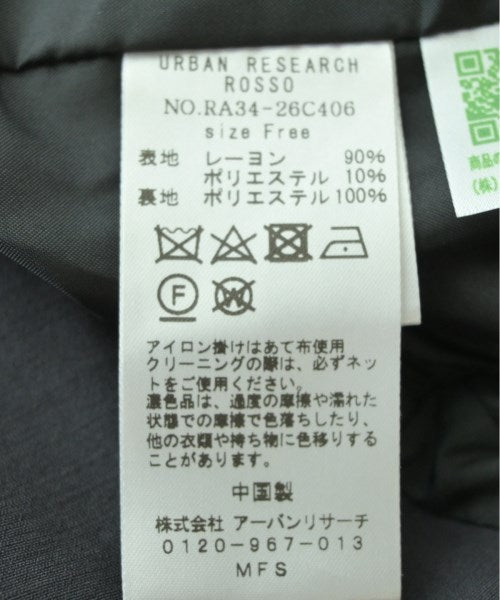 URBAN RESEARCH
ROSSO
NO.RA34-26C406
size Free
表地 レーヨン 90%
ポリエステル 10%
裏地 ポリエステル 100%
F W
アイロン掛けはあて布使用
クリーニングの際は、必ずネッ
トをご使用ください。
濃色品は、過度の摩擦や濡れた
状態での摩擦で色落ちしたり、
他の衣類や持ち物に色移りする
ことがあります。
中国製
株式会社 アーバンリサーチ
0120-967-013
MFS
商品の
(株)